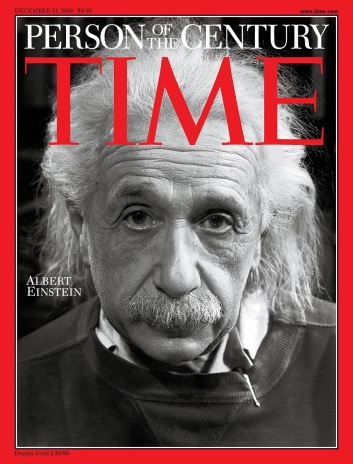 DECEMBER 31, 1999 $4.95
www.time.com
PERSON OF THE CENTURY
TIME
ALBERT
EINSTEIN
Display Until 1/10/00